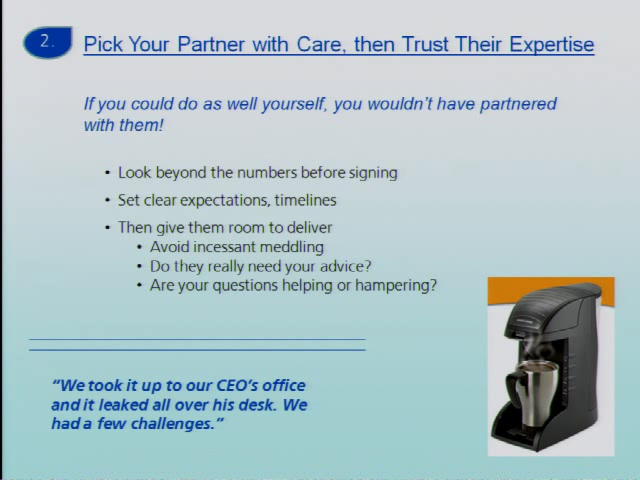 2.
Pick Your Partner with Care, then Trust Their Expertise
If you could do as well yourself, you wouldn't have partnered
with them!
• Look beyond the numbers before signing
• Set clear expectations, timelines
• Then give them room to deliver
• Avoid incessant meddling
• Do they really need your advice?
• Are your questions helping or hampering?
"We took it up to our CEO's office
and it leaked all over his desk. We
had a few challenges."